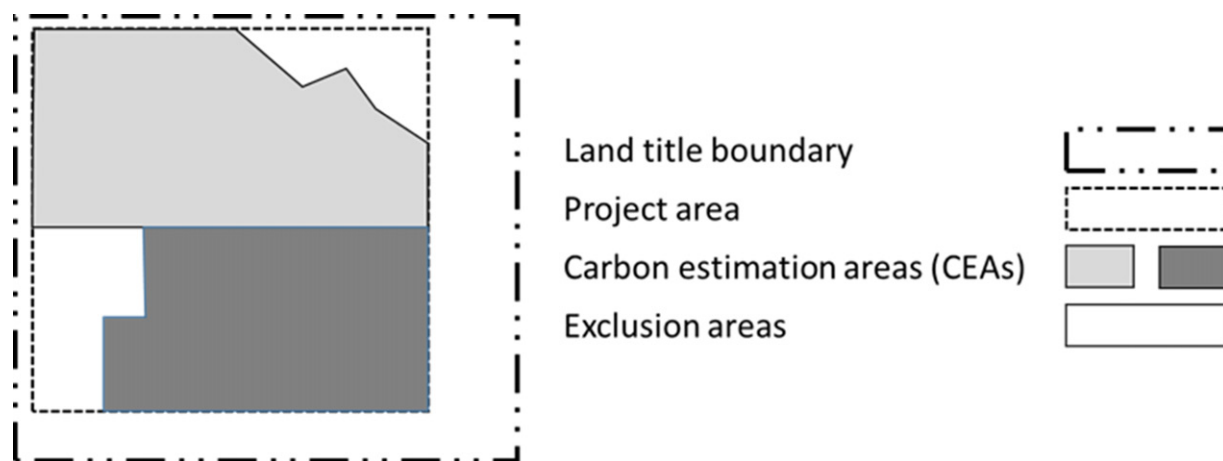 Land title boundary
Project area
Carbon estimation areas (CEAs)
Exclusion areas